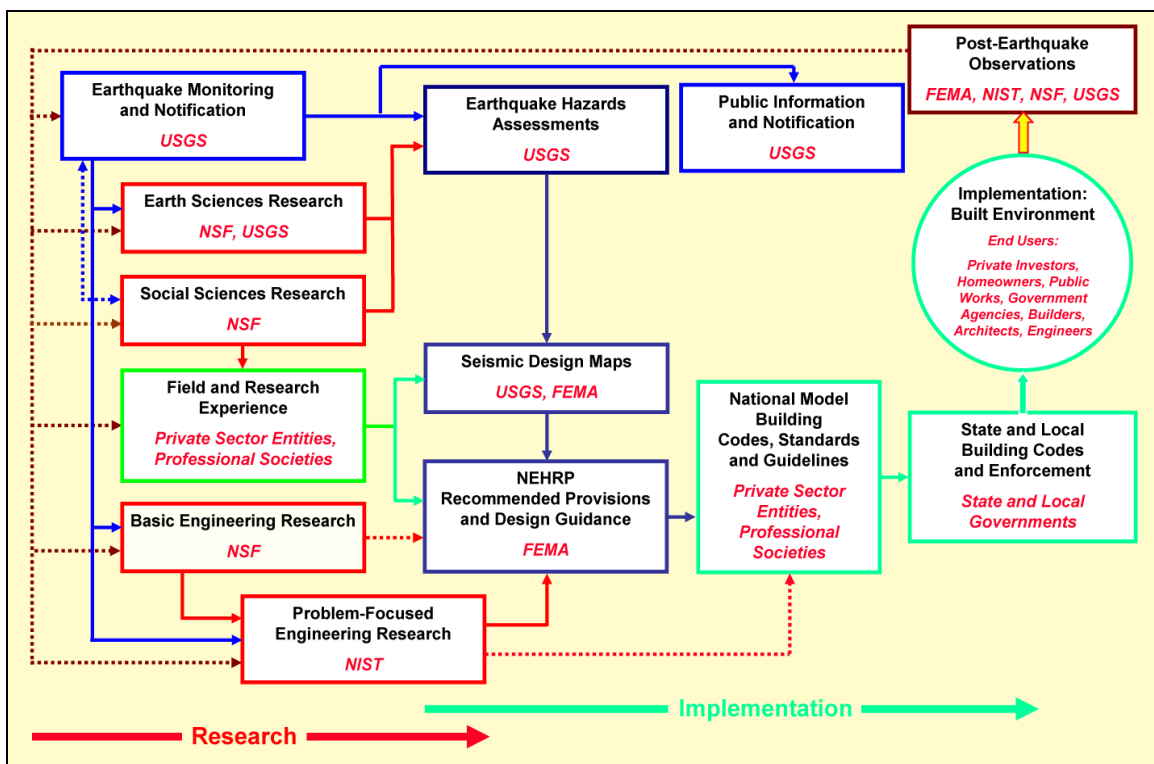 Post-Earthquake
Observations
FEMA, NIST, NSF, USGS
Earthquake Monitoring
and Notification
USGS
Earthquake Hazards
Assessments
USGS
Public Information
and Notification
USGS
Earth Sciences Research
NSF, USGS
Implementation:
Built Environment
End Users:
Private Investors,
Homeowners, Public
Works, Government
Agencies, Builders,
Architects, Engineers
Social Sciences Research
NSF
Field and Research
Experience
Private Sector Entities,
Professional Societies
Seismic Design Maps
USGS, FEMA
National Model
Building
Codes, Standards
and Guidelines
Private Sector
Entities,
Professional
Societies
State and Local
Building Codes
and Enforcement
State and Local
Governments
NEHRP
Recommended Provisions
and Design Guidance
FEMA
Basic Engineering Research
NSF
Problem-Focused
Engineering Research
NIST
Implementation
Research